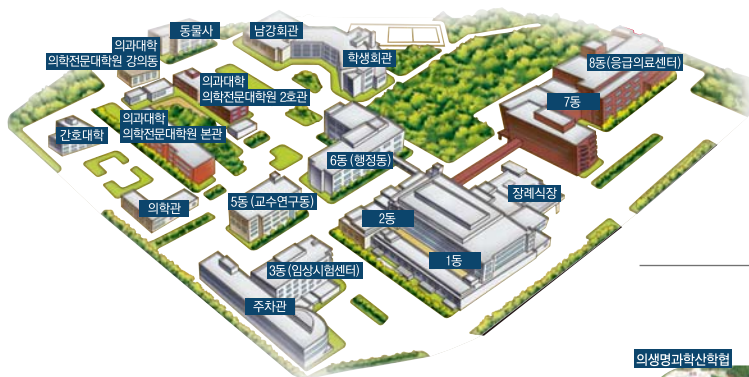 동물사
남강회관
의과대학
의학전문대학원 강의동
학생회관
8동(응급의료센터)
의과대학
의학전문대학원 2호관
7동
의과대학
의학전문대학원 본관
간호대학
6동 (행정동)
장례식장
의학관
5동 (교수연구동)
2동
1동
3동 (임상시험센터)
주차관
의생명과학산학협